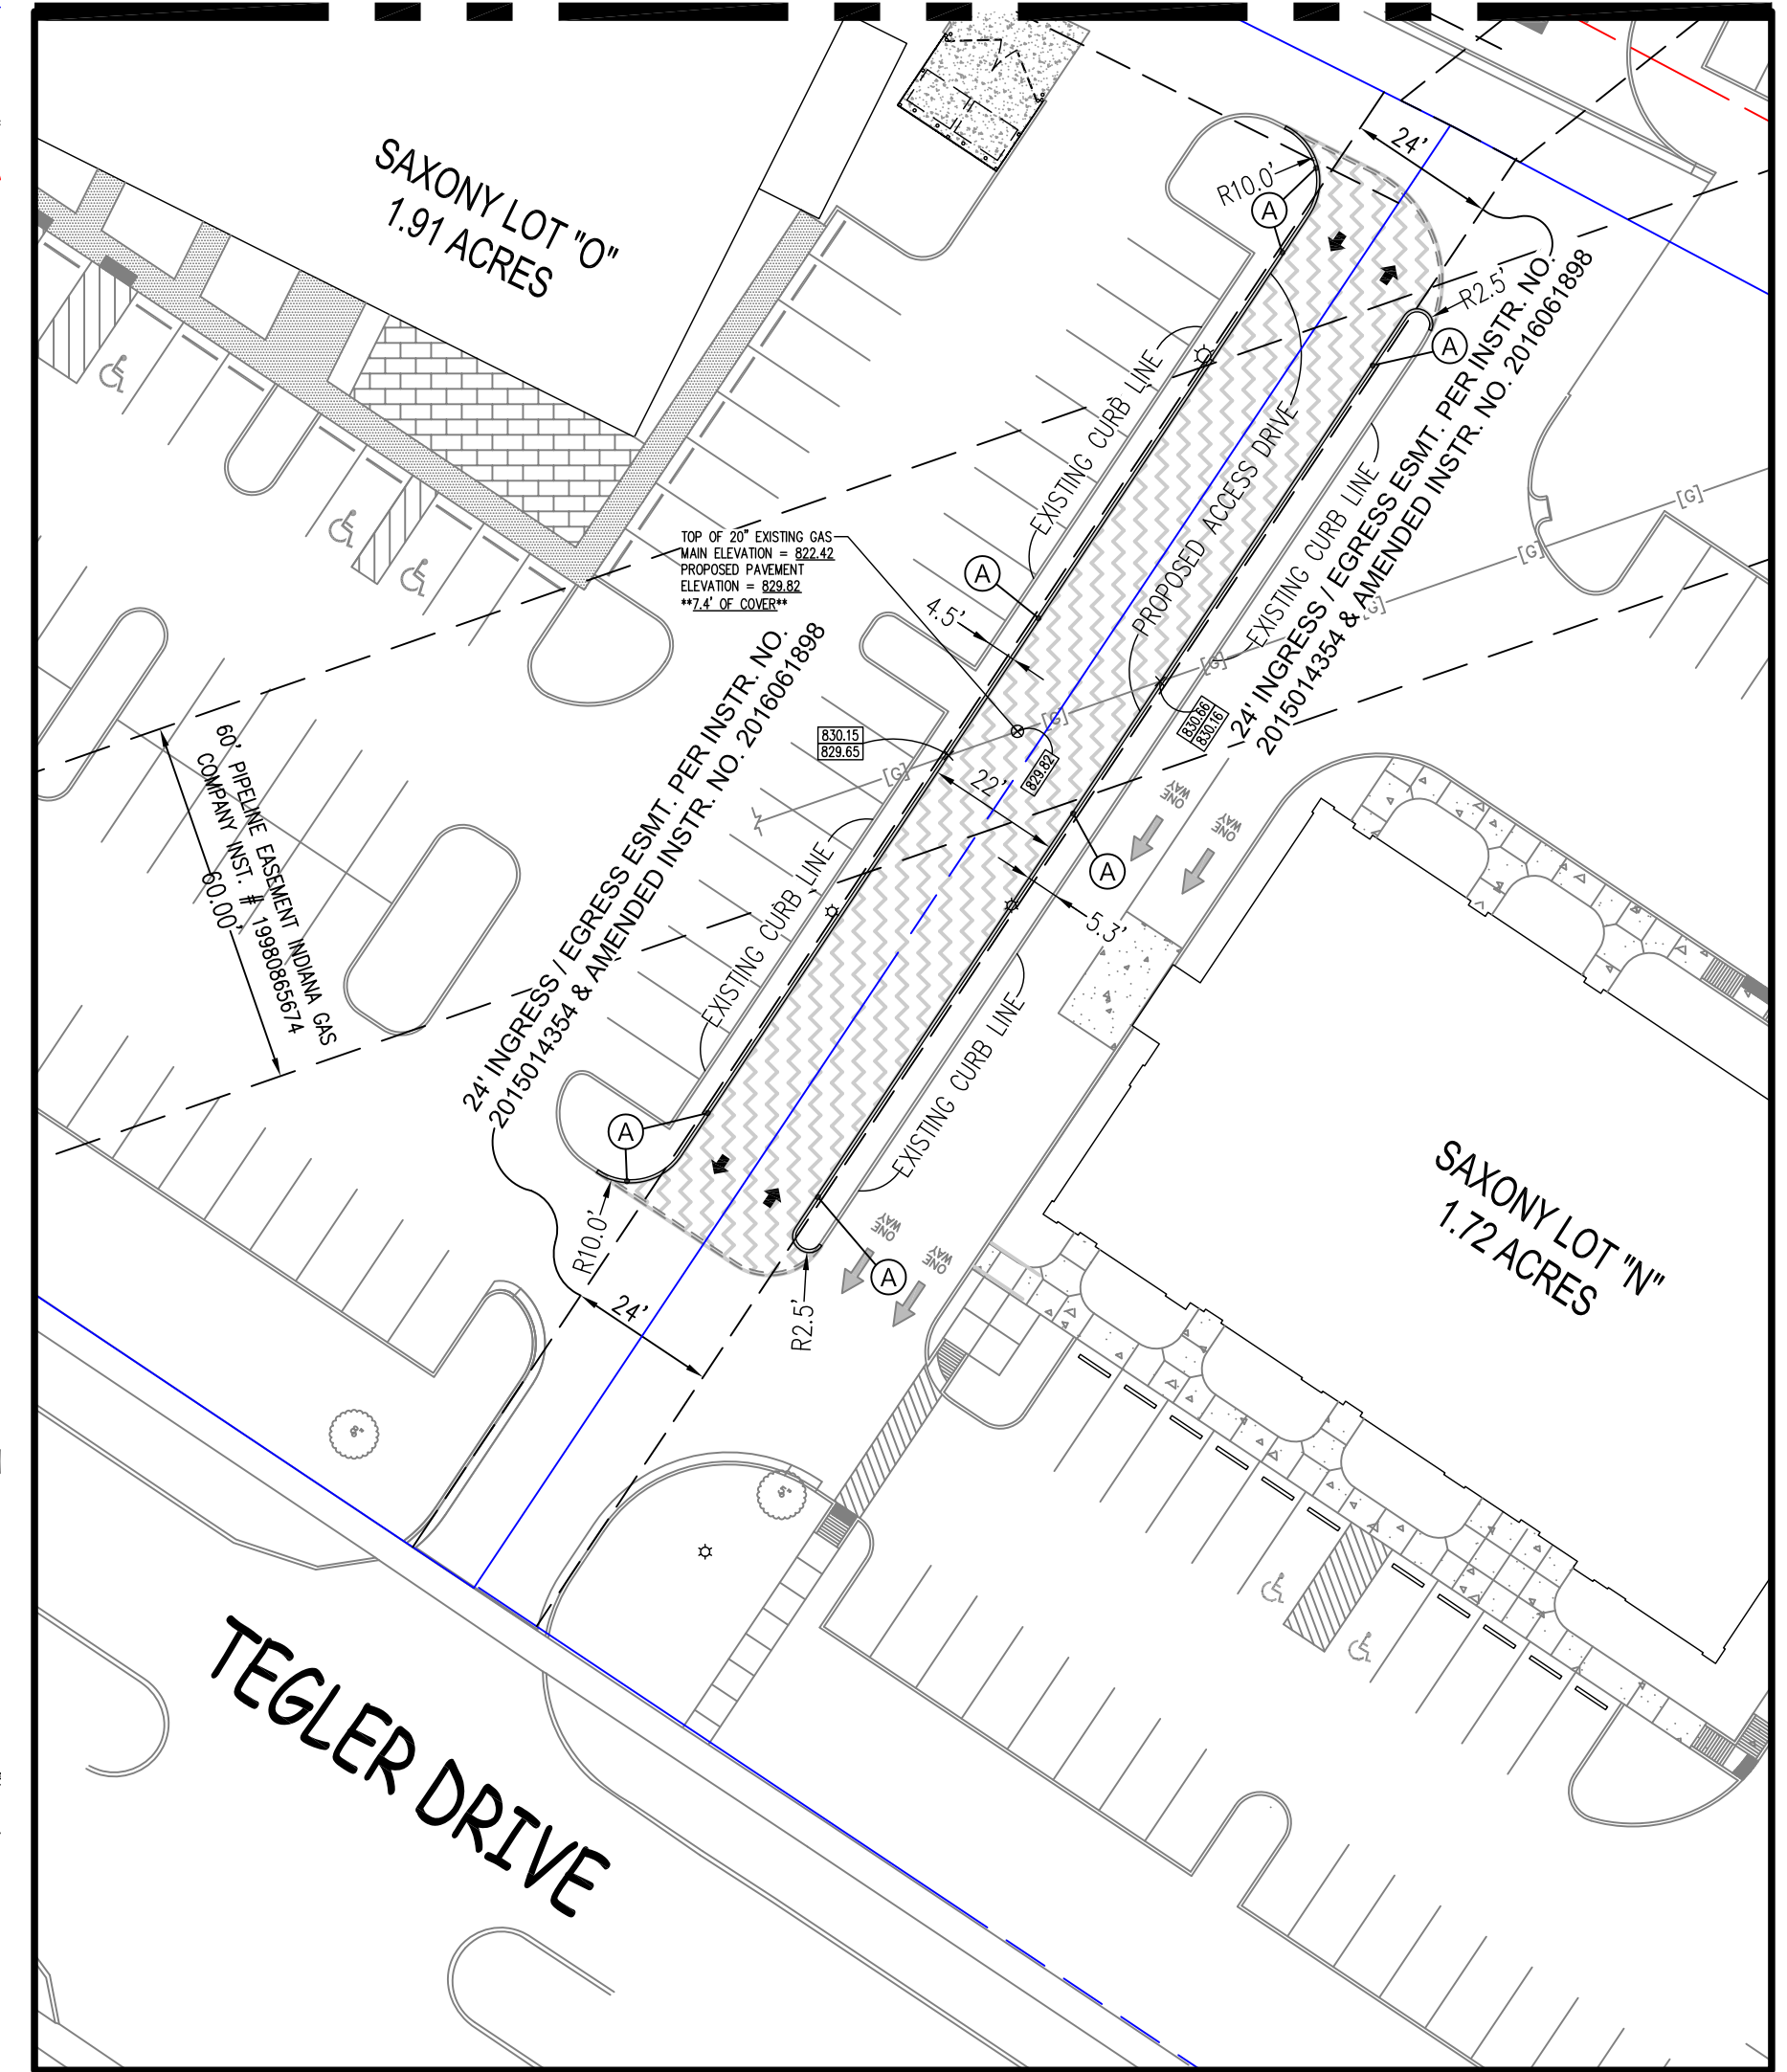 SAXONY LOT "O"
1.91 ACRES
24'
R10.0'
A
R2.5'
A
24' INGRESS / EGRESS ESMT. PER INSTR. NO.
2015014354 & AMENDED INSTR. NO. 2016061898
EXISTING CURB LINE
PROPOSED ACCESS DRIVE
EXISTING CURB LINE
[G]
[G]
[G]
[G]
[G]
[G]
TOP OF 20" EXISTING GAS
MAIN ELEVATION = 822.42
PROPOSED PAVEMENT
ELEVATION = 829.82
**7.4' OF COVER**
A
4.5'
830.15
829.65
830.66
830.16
829.82
22'
A
5.3'
ONE
WAY
ONE
WAY
60' PIPELINE EASEMENT INDIANA GAS
COMPANY INST. # 19980865674
60.00'
24' INGRESS / EGRESS ESMT. PER INSTR. NO.
2015014354 & AMENDED INSTR. NO. 2016061898
EXISTING CURB LINE
EXISTING CURB LINE
A
R10.0'
24'
R2.5'
A
ONE
WAY
ONE
WAY
SAXONY LOT "N"
1.72 ACRES
8"
TEGLER DRIVE